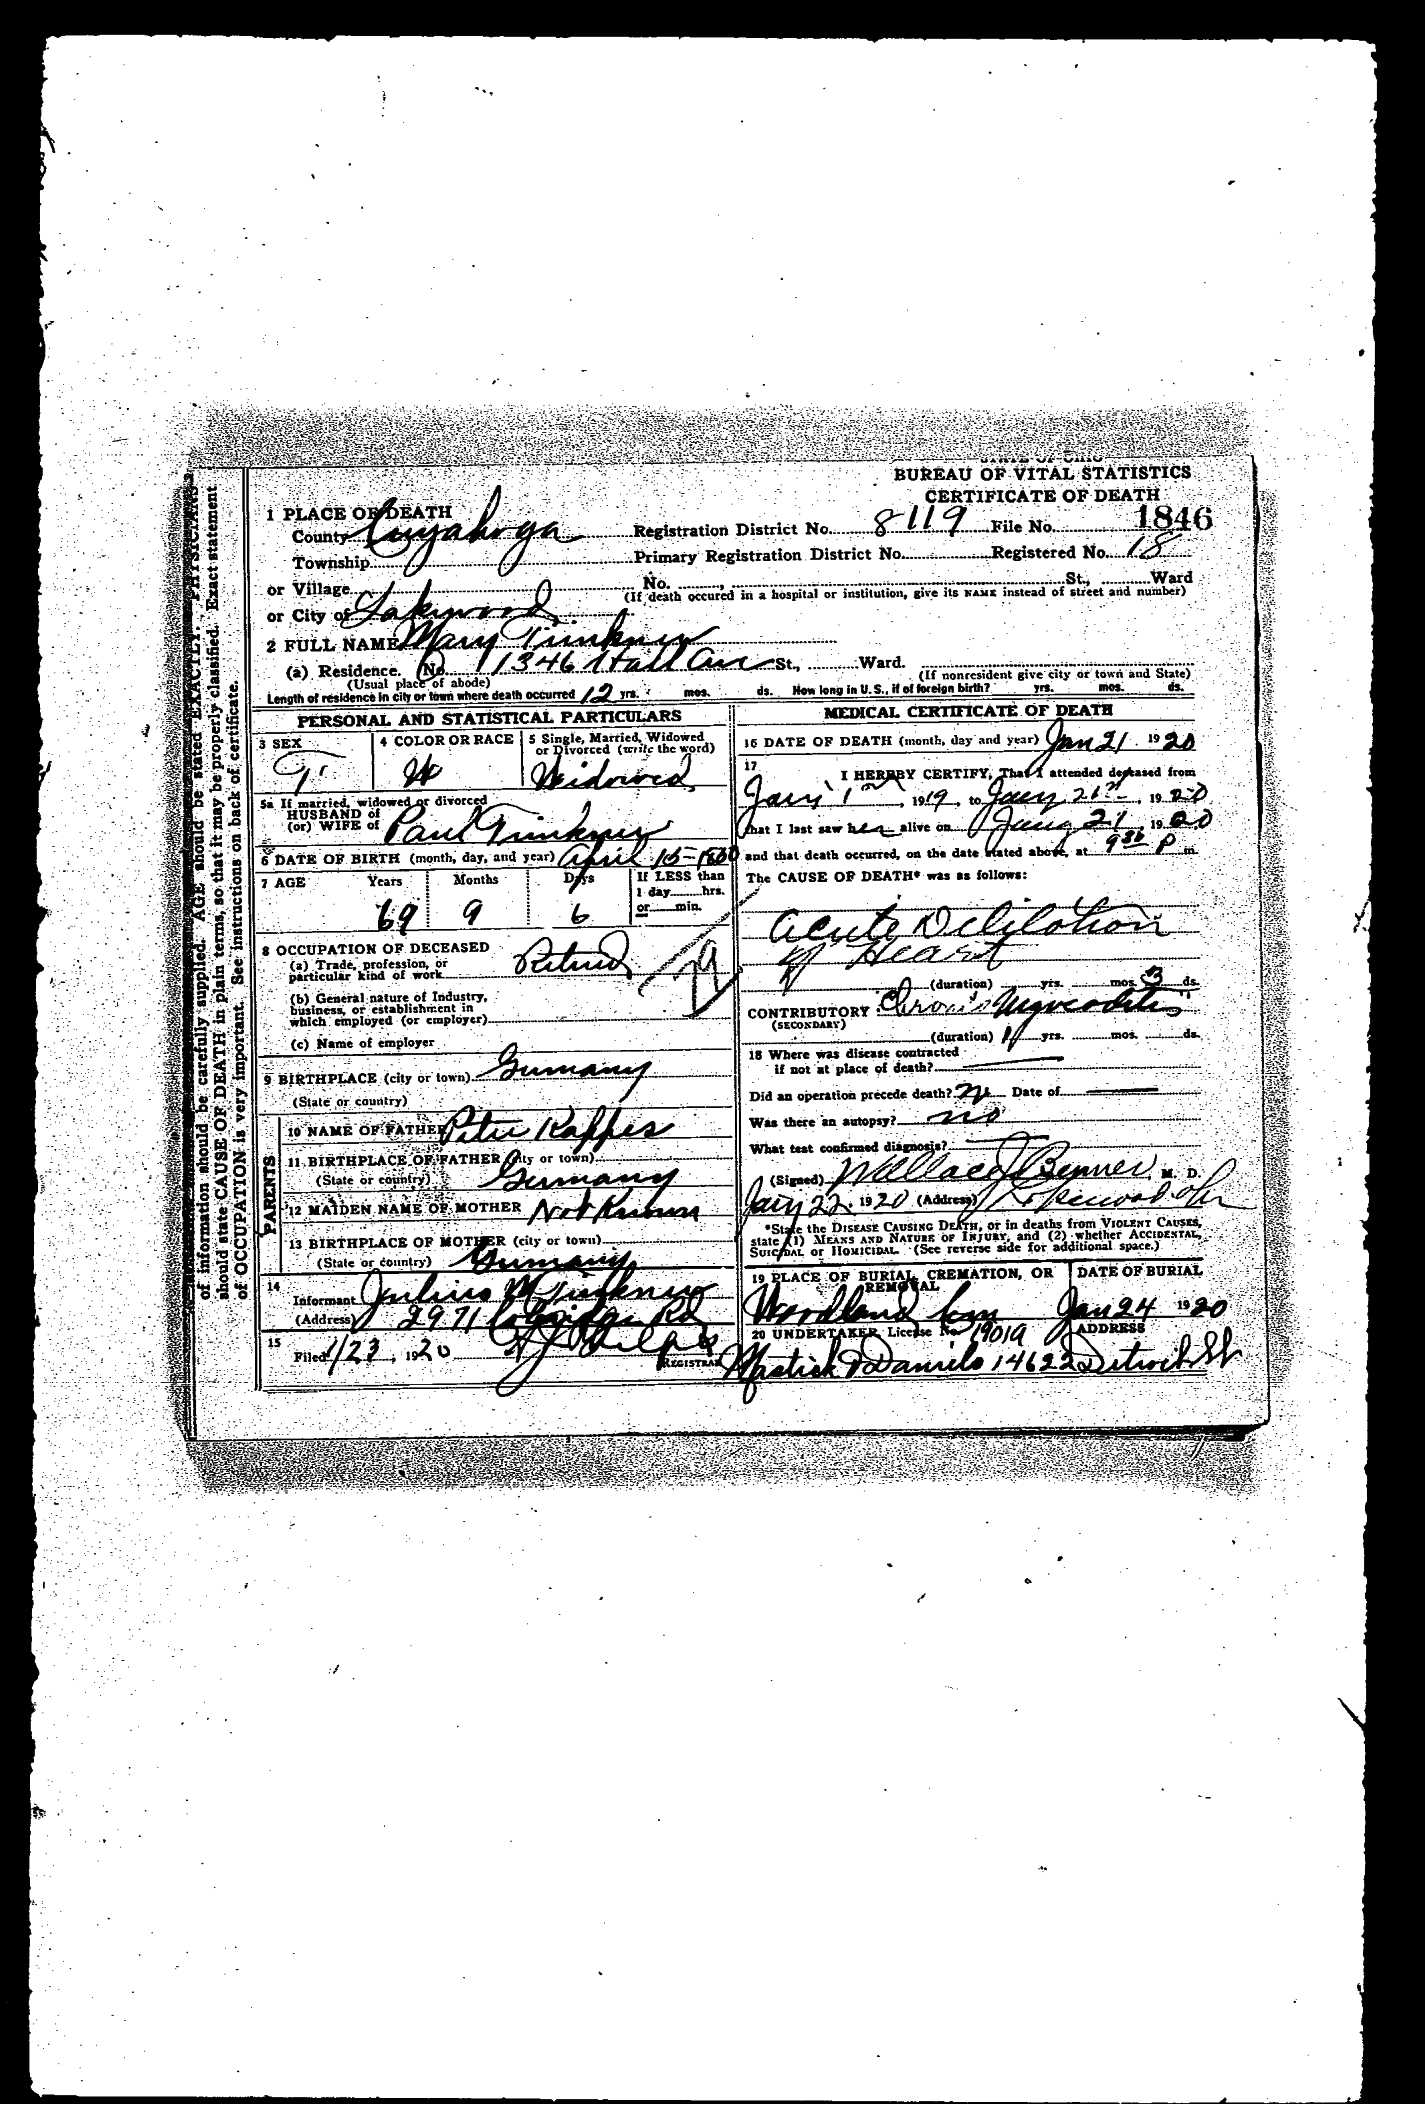 STATE OF OHIO
BUREAU OF VITAL STATISTICS
CERTIFICATE OF DEATH
1 PLACE OF DEATH
County Cuyahoga Registration District No. 8119 File No. 1846
Township Primary Registration District No. Registered No. 18
or Village No. , St., Ward
(If death occured in a hospital or institution, give its NAME instead of street and number)
or City of Lakewood
2 FULL NAME Mary Trinkner
(a) Residence. No. 11346 Hall Ave St., Ward.
(Usual place of abode) (If nonresident give city or town and State)
Length of residence in city or town where death occurred 12 yrs. mos. ds. How long in U.S., if of foreign birth? yrs. mos. ds.
PERSONAL AND STATISTICAL PARTICULARS
3 SEX 4 COLOR OR RACE 5 Single, Married, Widowed
or Divorced (write the word)
F W Widowed
5a If married, widowed or divorced
HUSBAND of
(or) WIFE of Paul Trinkner
6 DATE OF BIRTH (month, day, and year) April 15-1850
7 AGE Years Months Days If LESS than
1 day hrs.
or min.
69 9 6
8 OCCUPATION OF DECEASED
(a) Trade, profession, or
particular kind of work Retired
(b) General nature of Industry,
business, or establishment in
which employed (or employer)
(c) Name of employer
79
9 BIRTHPLACE (city or town) Germany
(State or country)
PARENTS
10 NAME OF FATHER Peter Kappes
11 BIRTHPLACE OF FATHER (city or town)
(State or country) Germany
12 MAIDEN NAME OF MOTHER Not Known
13 BIRTHPLACE OF MOTHER (city or town)
(State or country) Germany
14
Informant Julius M Trinkner
(Address) 2971 Rd
15
Filed 1/23, 1920
REGISTRAR
MEDICAL CERTIFICATE OF DEATH
16 DATE OF DEATH (month, day and year) Jan 21 1920
17
I HEREBY CERTIFY, That I attended deceased from
Jany 1st, 1919, to Jany 21st, 1920
that I last saw her alive on Jany 21 1920
and that death occurred, on the date stated above, at 9 30 P m
The CAUSE OF DEATH* was as follows:
Acute Delilation
of Heart
(duration) yrs. mos. 3 ds.
CONTRIBUTORY Chronic Myocoditis
(SECONDARY)
(duration) 1 yrs. mos. ds.
18 Where was disease contracted
if not at place of death?
Did an operation precede death? No Date of
Was there an autopsy? no
What test confirmed diagnosis?
(Signed) Wallace J Benner, M. D.
Jany 22, 1920 (Address) Lakewood Ohio
*State the DISEASE CAUSING DEATH, or in deaths from VIOLENT CAUSES,
state (1) MEANS AND NATURE OF INJURY, and (2) whether ACCIDENTAL,
SUICIDAL or HOMICIDAL. (See reverse side for additional space.)
19 PLACE OF BURIAL, CREMATION, OR REMOVAL DATE OF BURIAL
Woodland Cem Jan 24 1920
20 UNDERTAKER, License No. 1901A ADDRESS
Mastick & Daniels 14622 Detroit St
of information should be carefully supplied. AGE should be stated EXACTLY. PHYSICIANS
should state CAUSE OF DEATH in plain terms, so that it may be properly classified. Exact statement
of OCCUPATION is very important. See instructions on back of certificate.